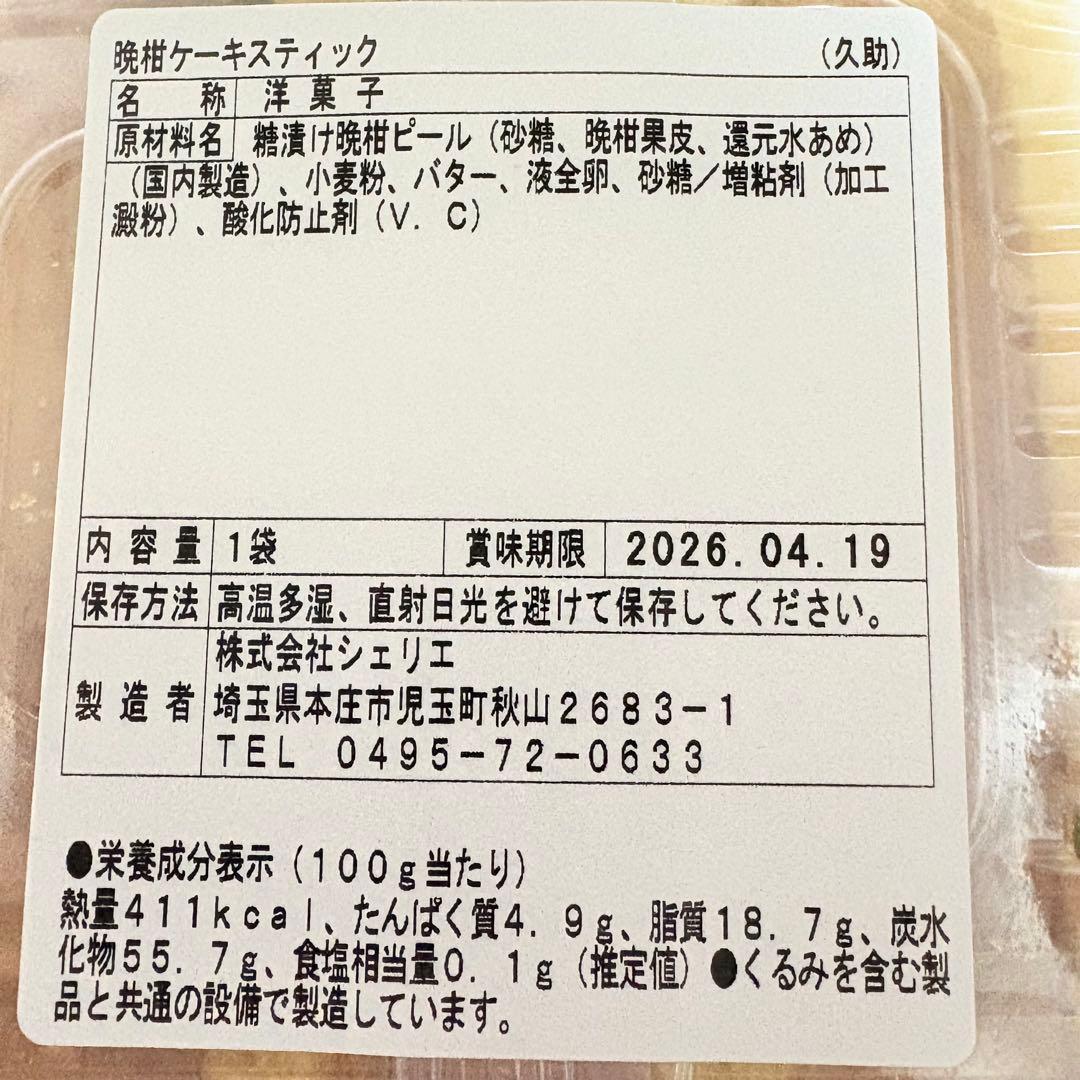 晩柑ケーキスティック （久助）
名称 洋菓子
原材料名 糖漬け晩柑ピール（砂糖、晩柑果皮、還元水あめ）
（国内製造）、小麦粉、バター、液全卵、砂糖／増粘剤（加工
澱粉）、酸化防止剤（Ｖ．Ｃ）
内容量 １袋 賞味期限 2026.04.19
保存方法 高温多湿、直射日光を避けて保存してください。
株式会社シェリエ
製造者 埼玉県本庄市児玉町秋山２６８３－１
ＴＥＬ ０４９５－７２－０６３３
●栄養成分表示（１００ｇ当たり）
熱量４１１ｋｃａｌ、たんぱく質４．９ｇ、脂質１８．７ｇ、炭水
化物５５．７ｇ、食塩相当量０．１ｇ（推定値）●くるみを含む製
品と共通の設備で製造しています。